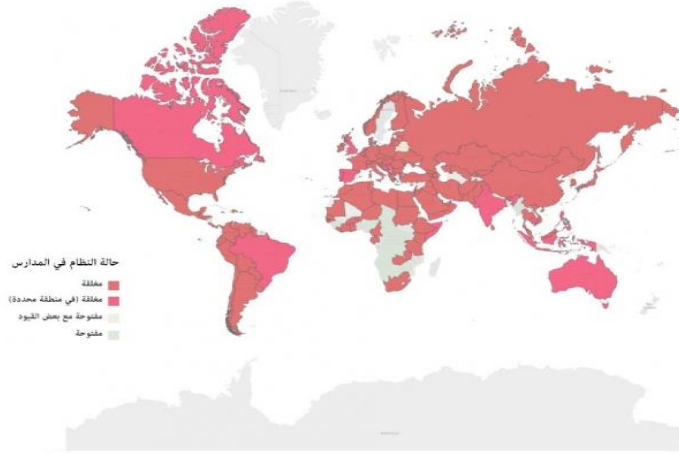 حالة النظام في المدارس
مغلقة
مغلقة (في منطقة محددة)
مفتوحة مع بعض القيود
مفتوحة